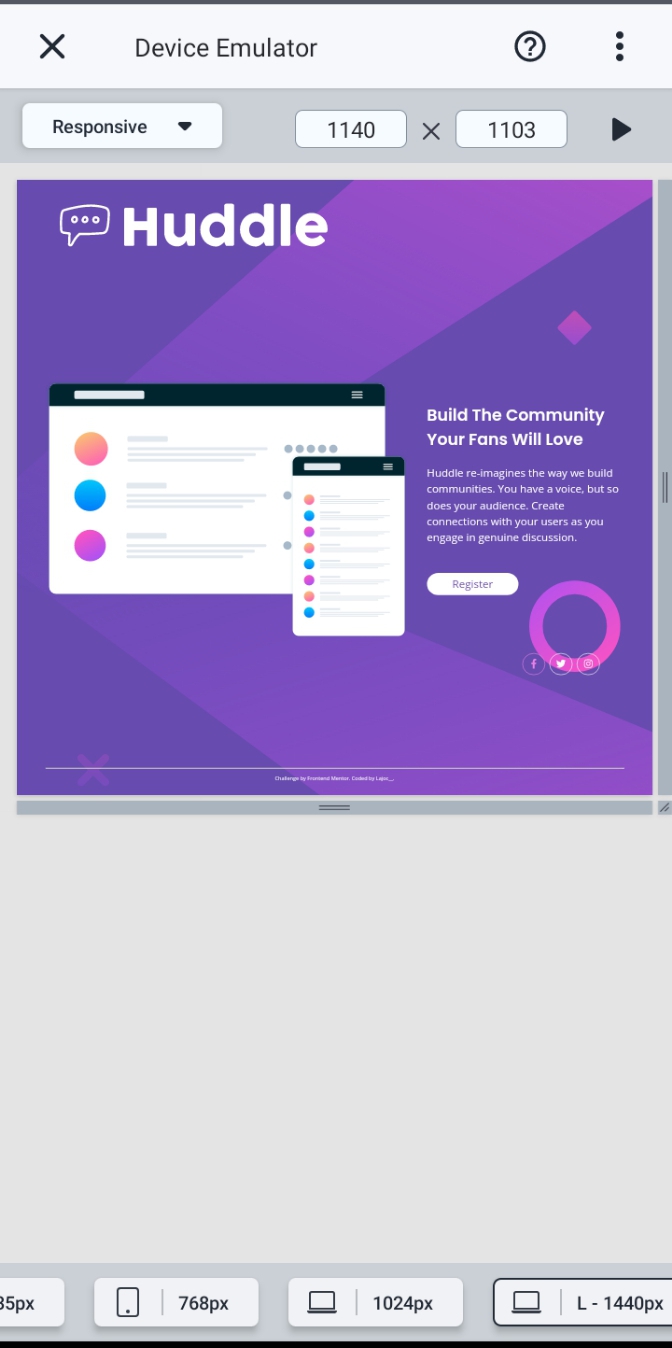 Device Emulator
Responsive
1140 × 1103
Huddle
Build The Community
Your Fans Will Love
Huddle re-imagines the way we build
communities. You have a voice, but so
does your audience. Create
connections with your users as you
engage in genuine discussion.
Register
Challenge by Frontend Mentor. Coded by Lajos__
35px
768px
1024px
L - 1440px